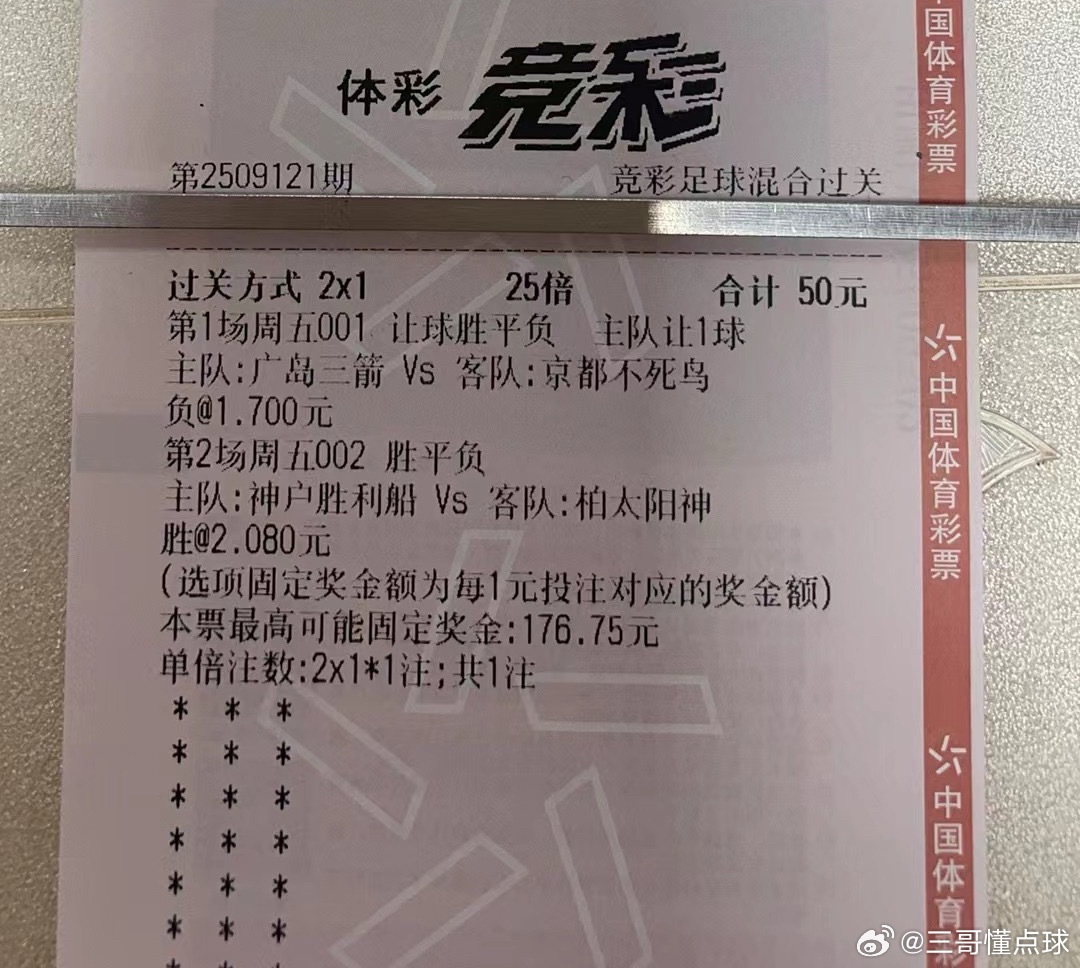 体彩 竞彩
第2509121期 竞彩足球混合过关
过关方式 2x1 25倍 合计 50元
第1场周五001 让球胜平负 主队让1球
主队:广岛三箭 Vs 客队:京都不死鸟
负@1.700元
第2场周五002 胜平负
主队:神户胜利船 Vs 客队:柏太阳神
胜@2.080元
(选项固定奖金额为每1元投注对应的奖金额)
本票最高可能固定奖金:176.75元
单倍注数:2x1*1注;共1注
* * *
* * *
* * *
* * *
* * *
* * *
国体育彩票
中国体育彩票
中国体育彩
@三哥懂点球